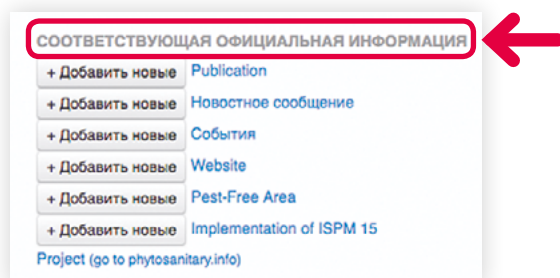 СООТВЕТСТВУЮЩАЯ ОФИЦИАЛЬНАЯ ИНФОРМАЦИЯ
+ Добавить новые Publication
+ Добавить новые Новостное сообщение
+ Добавить новые События
+ Добавить новые Website
+ Добавить новые Pest-Free Area
+ Добавить новые Implementation of ISPM 15
Project (go to phytosanitary.info)